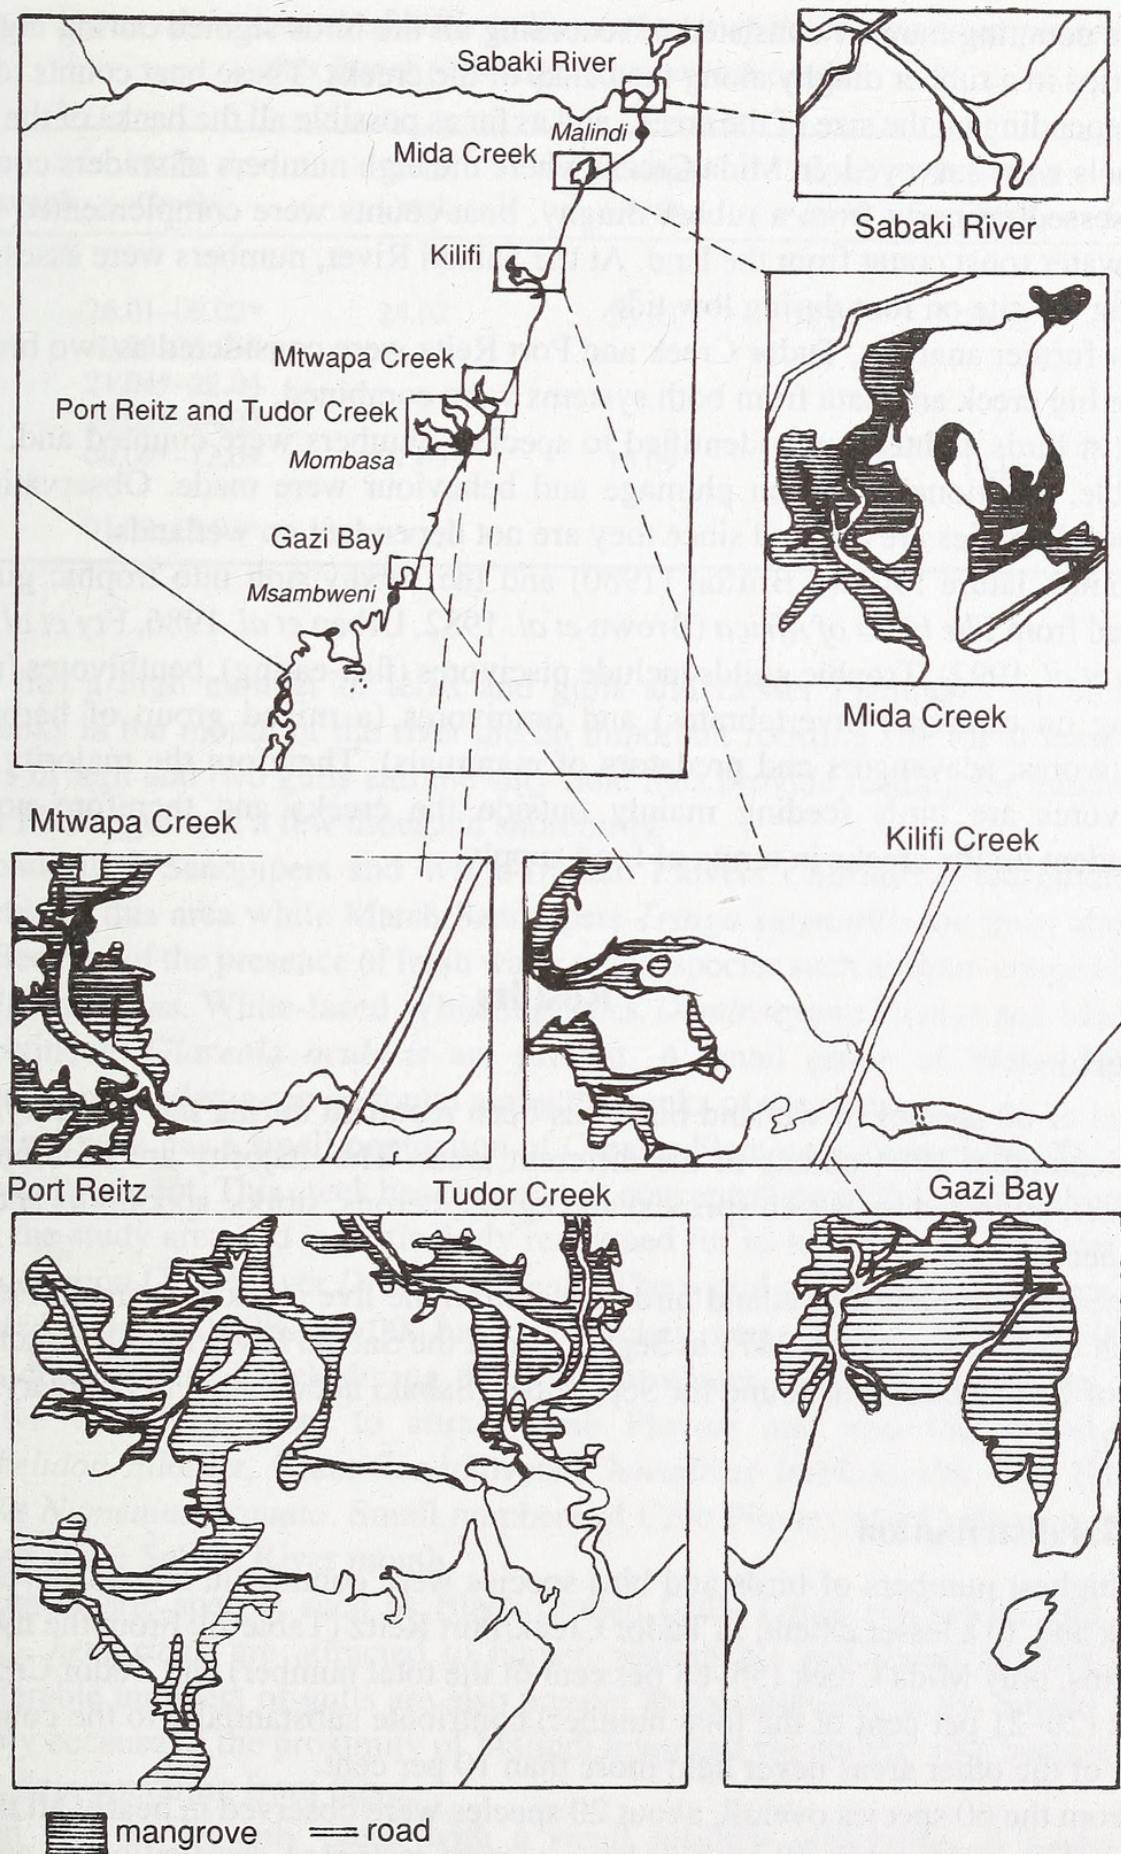 Sabaki River
Malindi
Mida Creek
Kilifi
Mtwapa Creek
Port Reitz and Tudor Creek
Mombasa
Gazi Bay
Msambweni
Sabaki River
Mida Creek
Mtwapa Creek
Kilifi Creek
Port Reitz
Tudor Creek
Gazi Bay
mangrove
road